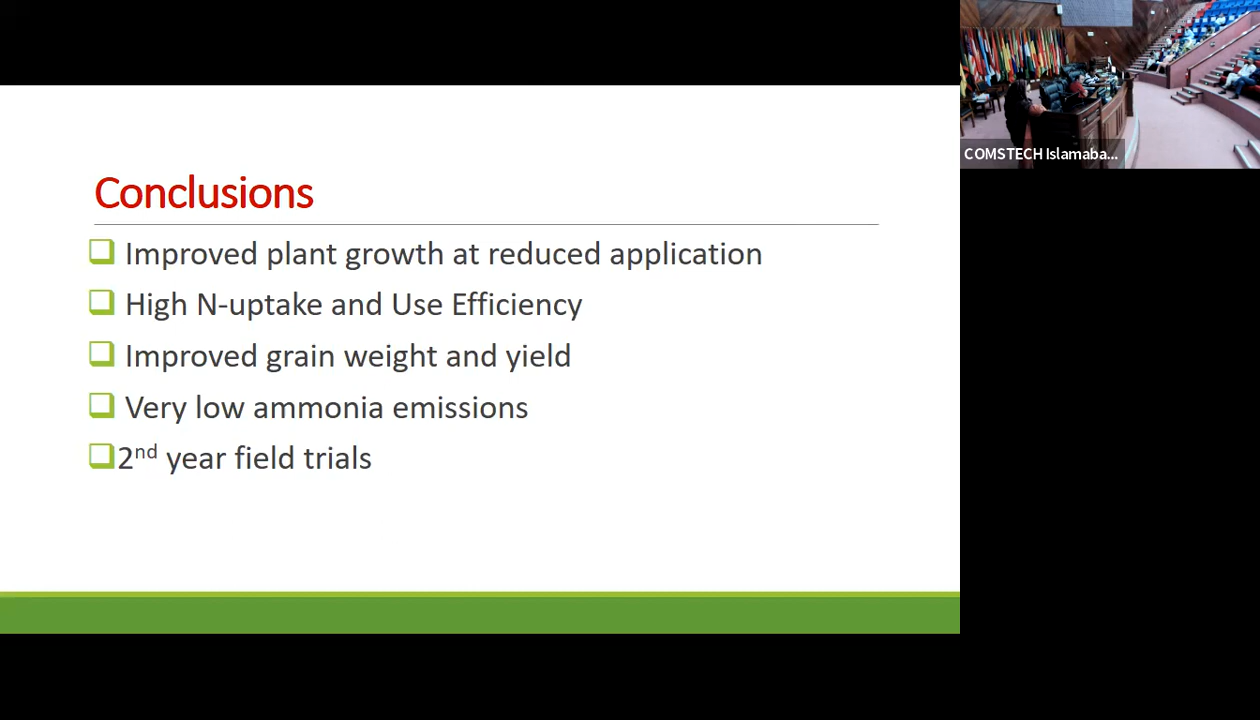 Conclusions
Improved plant growth at reduced application
High N-uptake and Use Efficiency
Improved grain weight and yield
Very low ammonia emissions
2nd year field trials
COMSTECH Islamaba...